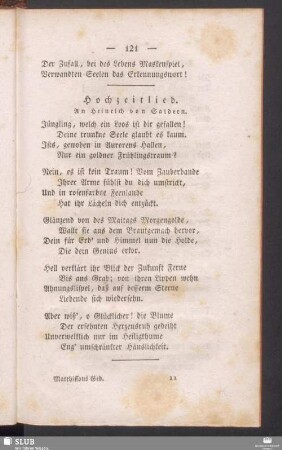 — 121 —
Der Zufall, bei des Lebens Maskenspiel,
Verwandten Seelen das Erkennungswort!
Hochzeitlied.
An Heinrich von Salbern.
Jüngling, welch ein Loos ist dir gefallen!
Deine trunkne Seele glaubt es kaum.
Ists, gewoben in Aurorens Hallen,
Nur ein goldner Frühlingstraum?
Nein, es ist kein Traum! Vom Zauberbande
Ihrer Arme fühlst du dich umstrickt,
Und in rosenfarbne Feenlande
Hat ihr Lächeln dich entzückt.
Glänzend von des Maitags Morgengolde,
Wallt sie aus dem Brautgemach hervor,
Dein für Erd' und Himmel nun die Holde,
Die dein Genius erkor.
Hell verklärt ihr Blick der Zukunft Ferne
Bis ans Grab; von ihren Lippen wehn
Ahnungslispel, daß auf besserm Sterne
Liebende sich wiedersehn.
Aber wiss', o Glücklicher! die Blume
Der ersehnten Herzensruh gedeiht
Unverwelklich nur im Heiligthume
Eng' umschränkter Häuslichkeit.
Matthissons Ged.
SLUB